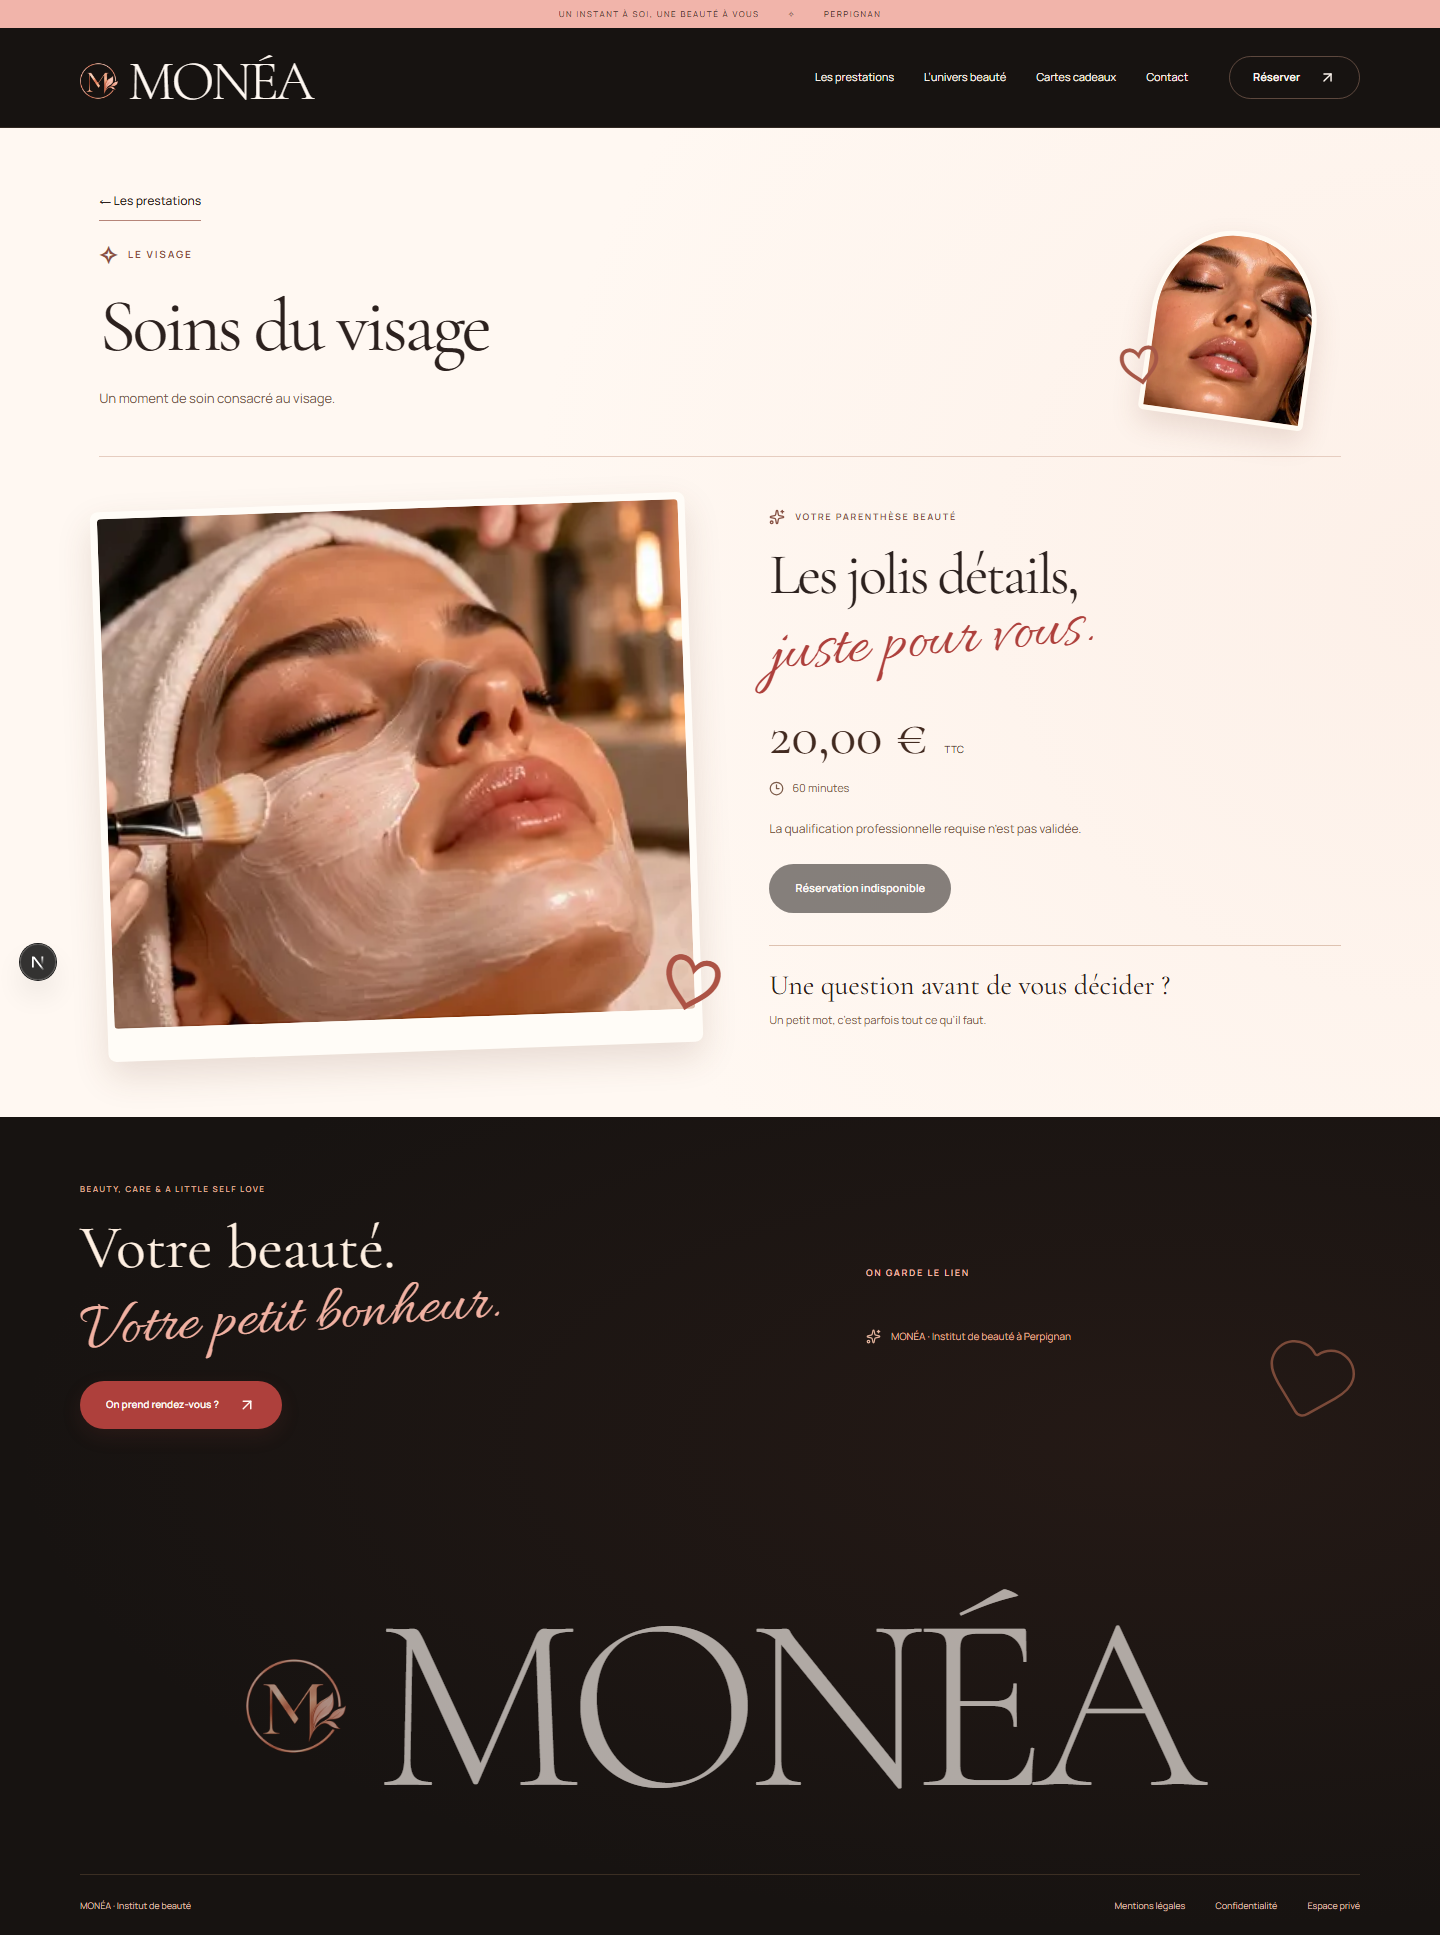 UN INSTANT À SOI, UNE BEAUTÉ À VOUS ✧ PERPIGNAN
M MONÉA
Les prestations L'univers beauté Cartes cadeaux Contact Réserver
← Les prestations
LE VISAGE
Soins du visage
Un moment de soin consacré au visage.
VOTRE PARENTHÈSE BEAUTÉ
Les jolis détails,
juste pour vous.
20,00 € TTC
60 minutes
La qualification professionnelle requise n'est pas validée.
Réservation indisponible
N
Une question avant de vous décider ?
Un petit mot, c'est parfois tout ce qu'il faut.
BEAUTY, CARE & A LITTLE SELF LOVE
Votre beauté.
Votre petit bonheur.
On prend rendez-vous ?
ON GARDE LE LIEN
MONÉA · Institut de beauté à Perpignan
M MONÉA
MONÉA · Institut de beauté
Mentions légales Confidentialité Espace privé